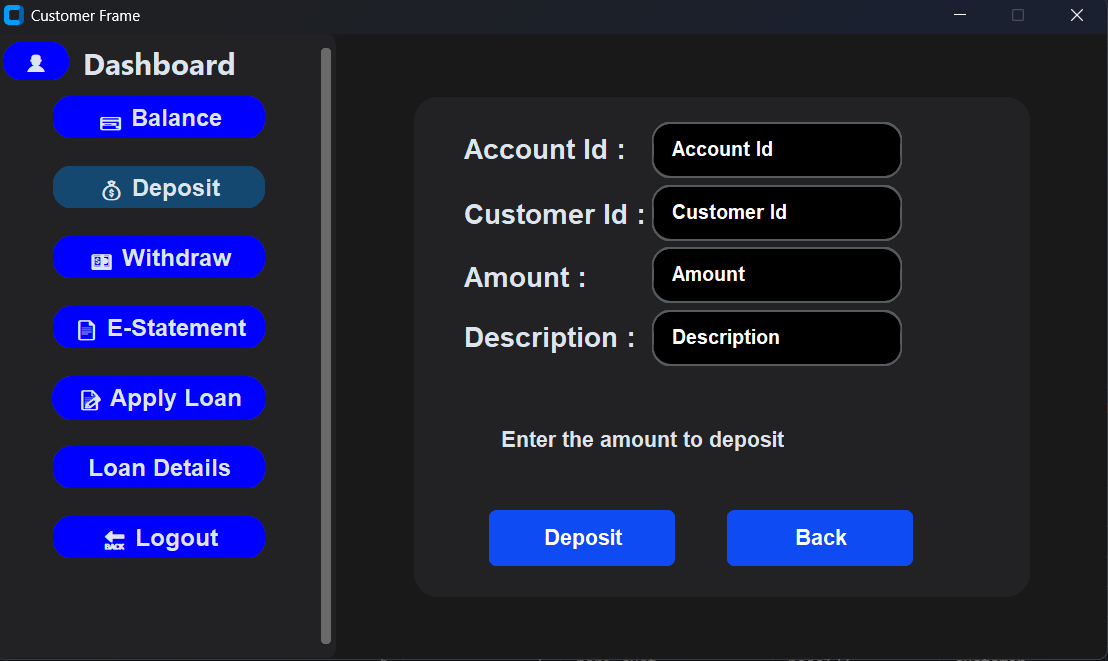 Customer Frame
Dashboard
Balance
Deposit
Withdraw
E-Statement
Apply Loan
Loan Details
BACK Logout
Account Id : Account Id
Customer Id : Customer Id
Amount : Amount
Description : Description
Enter the amount to deposit
Deposit Back